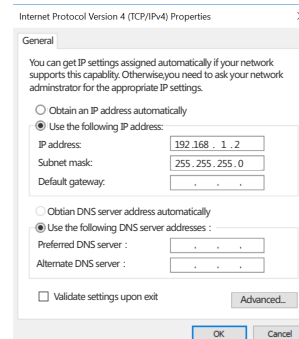 Internet Protocol Version 4 (TCP/IPv4) Properties
General
You can get IP settings assigned automatically if your network
supports this capablity. Otherwise,you need to ask your network
adminstrator for the appropriate IP settings.
Obtain an IP address automatically
Use the following IP address:
IP address: 192.168 . 1 . 2
Subnet mask: 255.255.255.0
Default gateway: . . .
Obtian DNS server address automatically
Use the following DNS server addresses :
Preferred DNS server : . . .
Alternate DNS server : . . .
Validate settings upon exit
Advanced...
OK Cancel